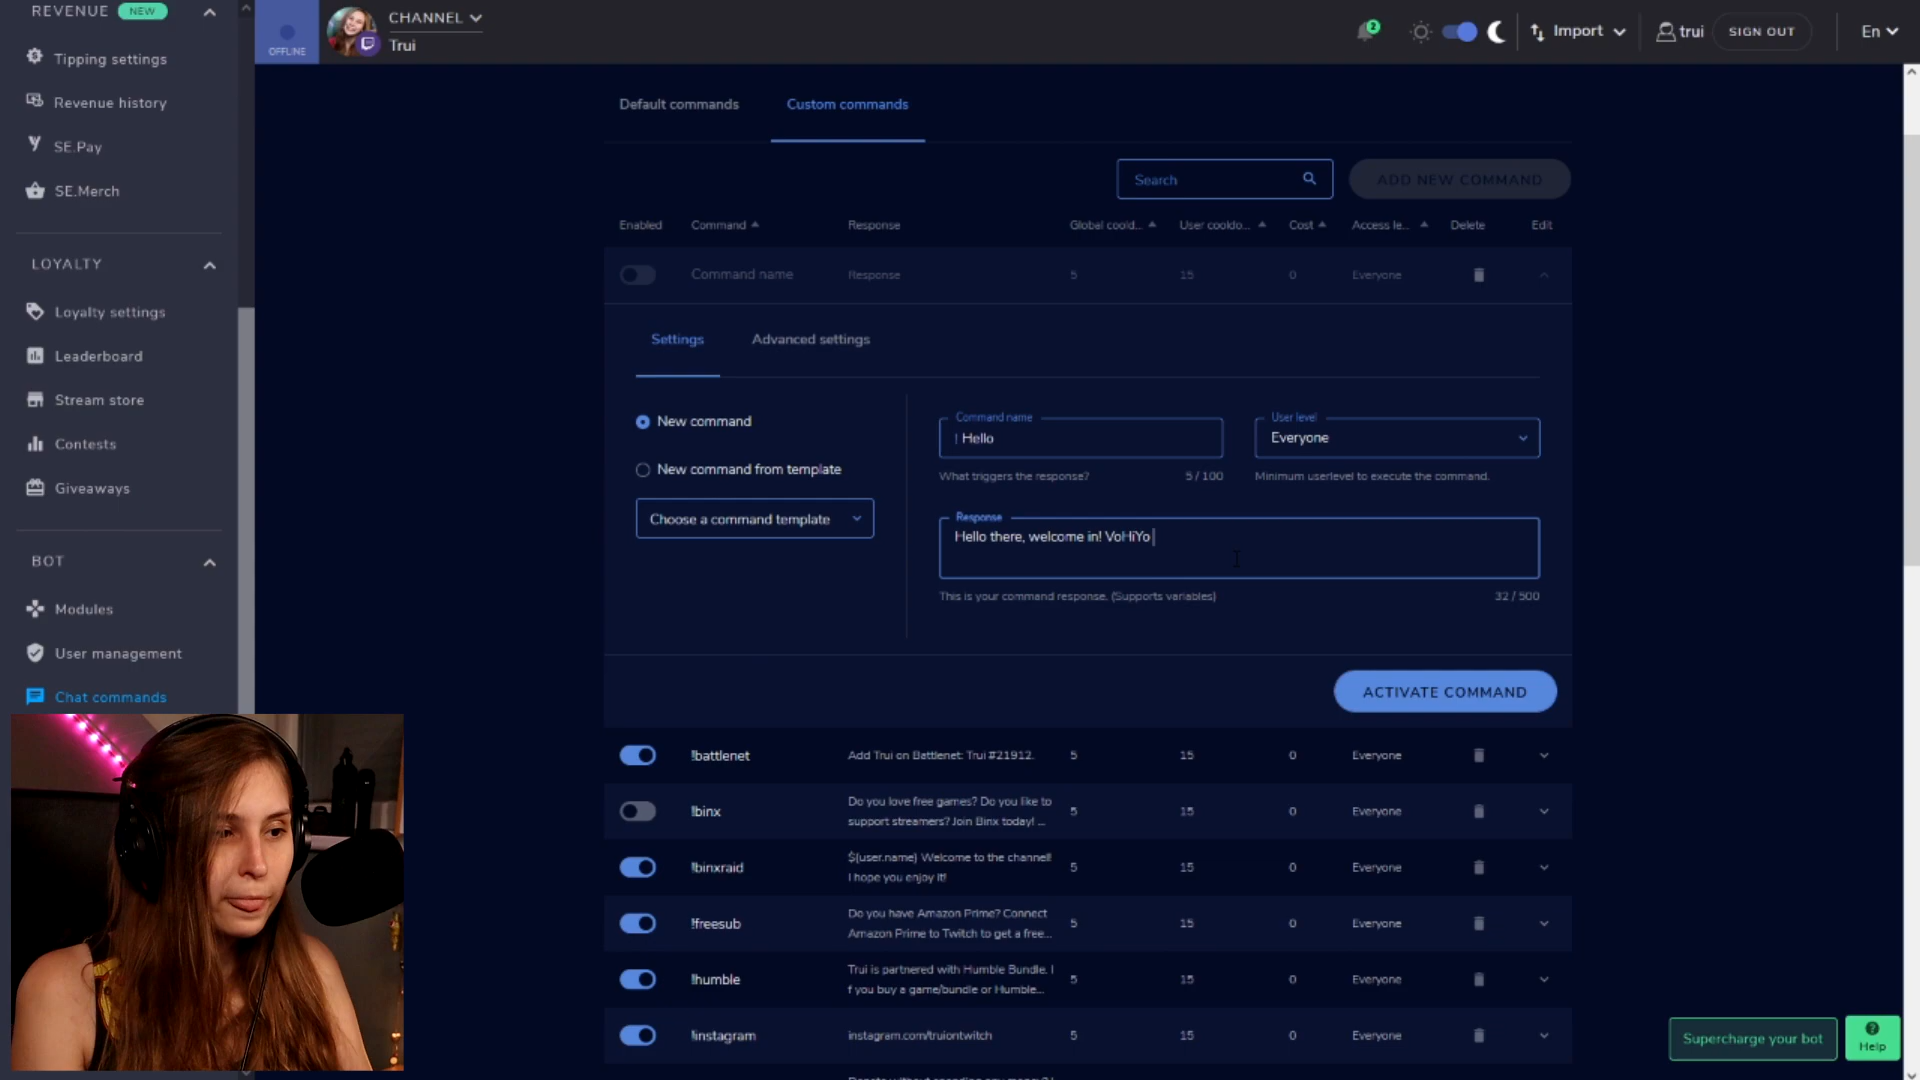 REVENUE NEW
Tipping settings
Revenue history
SE.Pay
SE.Merch
LOYALTY
Loyalty settings
Leaderboard
Stream store
Contests
Giveaways
BOT
Modules
User management
Chat commands
OFFLINE
CHANNEL
Trui
2
Import
trui
SIGN OUT
En
Default commands
Custom commands
Search
ADD NEW COMMAND
Enabled Command Response Global coold... User cooldo... Cost Access le... Delete Edit
Command name Response 5 15 0 Everyone
Settings
Advanced settings
New command
New command from template
Choose a command template
Command name
! Hello
What triggers the response? 5 / 100
User level
Everyone
Minimum userlevel to execute the command.
Response
Hello there, welcome in! VoHiYo
This is your command response. (Supports variables) 32 / 500
ACTIVATE COMMAND
!battlenet Add Trui on Battlenet: Trui #21912. 5 15 0 Everyone
!binx Do you love free games? Do you like to 5 15 0 Everyone
support streamers? Join Binx today! ...
!binxraid $(user.name) Welcome to the channel! 5 15 0 Everyone
I hope you enjoy it!
!freesub Do you have Amazon Prime? Connect 5 15 0 Everyone
Amazon Prime to Twitch to get a free...
!humble Trui is partnered with Humble Bundle. I 5 15 0 Everyone
f you buy a game/bundle or Humble...
!instagram instagram.com/truiontwitch 5 15 0 Everyone
Supercharge your bot
Help